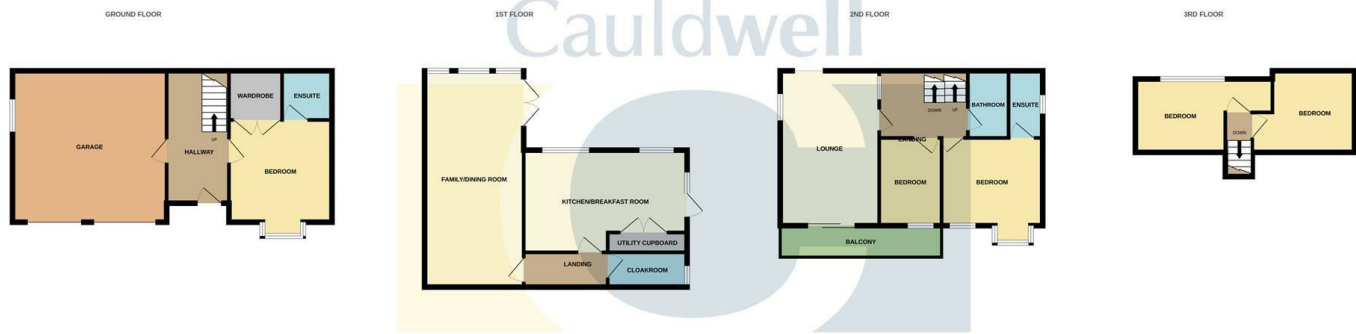 GROUND FLOOR
1ST FLOOR
2ND FLOOR
3RD FLOOR
Cauldwell
GARAGE
HALLWAY
UP
WARDROBE
ENSUITE
BEDROOM
FAMILY/DINING ROOM
KITCHEN/BREAKFAST ROOM
UTILITY CUPBOARD
LANDING
CLOAKROOM
LOUNGE
DOWN
UP
BATHROOM
ENSUITE
LANDING
BEDROOM
BEDROOM
BALCONY
BEDROOM
DOWN
BEDROOM